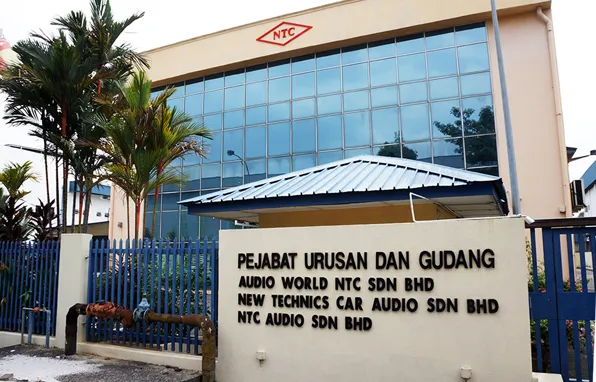 NTC
PEJABAT URUSAN DAN GUDANG
AUDIO WORLD NTC SDN BHD
NEW TECHNICS CAR AUDIO SDN BHD
NTC AUDIO SDN BHD